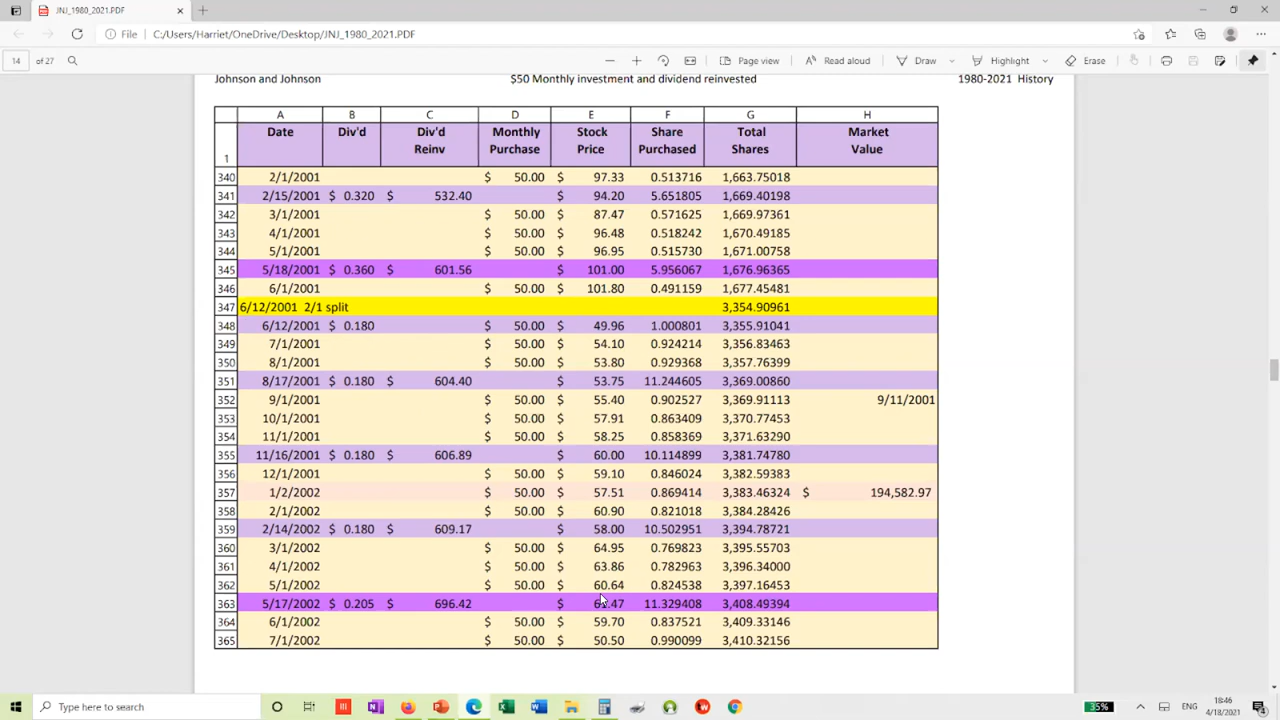 JNJ_1980_2021.PDF
File C:/Users/Harriet/OneDrive/Desktop/JNJ_1980_2021.PDF
14 of 27 Page view Read aloud Draw Highlight Erase
Johnson and Johnson $50 Monthly investment and dividend reinvested 1980-2021 History
A B C D E F G H
Date Div'd Div'd Monthly Stock Share Total Market
1 Reinv Purchase Price Purchased Shares Value
340 2/1/2001 $ 50.00 $ 97.33 0.513716 1,663.75018
341 2/15/2001 $ 0.320 $ 532.40 $ 94.20 5.651805 1,669.40198
342 3/1/2001 $ 50.00 $ 87.47 0.571625 1,669.97361
343 4/1/2001 $ 50.00 $ 96.48 0.518242 1,670.49185
344 5/1/2001 $ 50.00 $ 96.95 0.515730 1,671.00758
345 5/18/2001 $ 0.360 $ 601.56 $ 101.00 5.956067 1,676.96365
346 6/1/2001 $ 50.00 $ 101.80 0.491159 1,677.45481
347 6/12/2001 2/1 split 3,354.90961
348 6/12/2001 $ 0.180 $ 50.00 $ 49.96 1.000801 3,355.91041
349 7/1/2001 $ 50.00 $ 54.10 0.924214 3,356.83463
350 8/1/2001 $ 50.00 $ 53.80 0.929368 3,357.76399
351 8/17/2001 $ 0.180 $ 604.40 $ 53.75 11.244605 3,369.00860
352 9/1/2001 $ 50.00 $ 55.40 0.902527 3,369.91113 9/11/2001
353 10/1/2001 $ 50.00 $ 57.91 0.863409 3,370.77453
354 11/1/2001 $ 50.00 $ 58.25 0.858369 3,371.63290
355 11/16/2001 $ 0.180 $ 606.89 $ 60.00 10.114899 3,381.74780
356 12/1/2001 $ 50.00 $ 59.10 0.846024 3,382.59383
357 1/2/2002 $ 50.00 $ 57.51 0.869414 3,383.46324 $ 194,582.97
358 2/1/2002 $ 50.00 $ 60.90 0.821018 3,384.28426
359 2/14/2002 $ 0.180 $ 609.17 $ 58.00 10.502951 3,394.78721
360 3/1/2002 $ 50.00 $ 64.95 0.769823 3,395.55703
361 4/1/2002 $ 50.00 $ 63.86 0.782963 3,396.34000
362 5/1/2002 $ 50.00 $ 60.64 0.824538 3,397.16453
363 5/17/2002 $ 0.205 $ 696.42 $ 11.329408 3,408.49394
364 6/1/2002 $ 50.00 $ 59.70 0.837521 3,409.33146
365 7/1/2002 $ 50.00 $ 50.50 0.990099 3,410.32156
Type here to search 35% ENG 18:46
4/18/2021